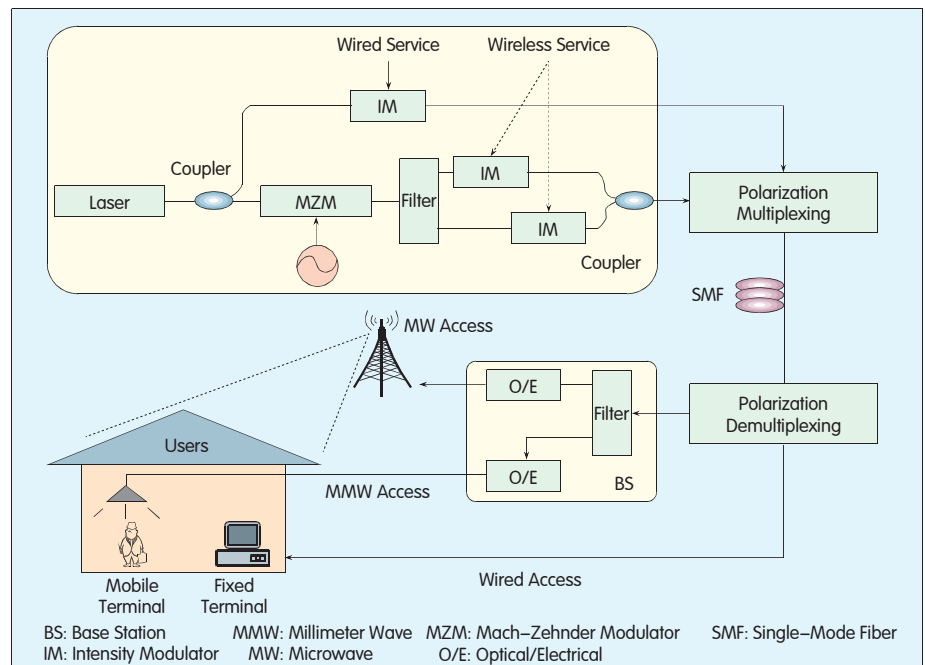 Wired Service
Wireless Service
IM
Coupler
IM
Laser
MZM
Filter
Polarization
Multiplexing
IM
Coupler
SMF
MW Access
O/E
Filter
Polarization
Demultiplexing
Users
O/E
BS
MMW Access
Wired Access
Mobile
Terminal
Fixed
Terminal
BS: Base Station
MMW: Millimeter Wave
MZM: Mach–Zehnder Modulator
SMF: Single–Mode Fiber
IM: Intensity Modulator
MW: Microwave
O/E: Optical/Electrical